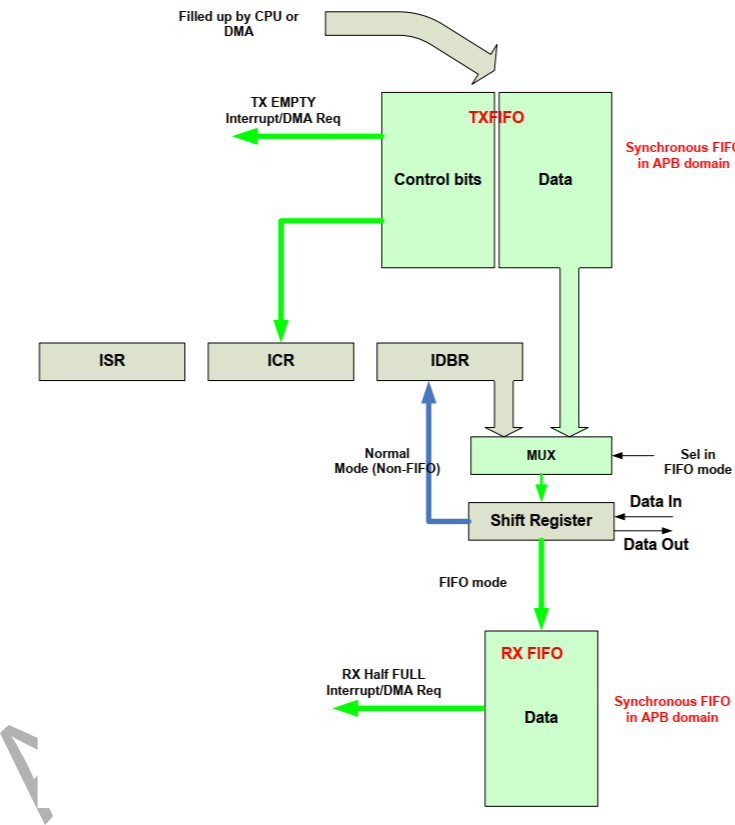 Filled up by CPU or
DMA
TX EMPTY
Interrupt/DMA Req
TXFIFO
Synchronous FIFO
in APB domain
Control bits
Data
ISR
ICR
IDBR
Normal
Mode (Non-FIFO)
MUX
Sel in
FIFO mode
Shift Register
Data In
Data Out
FIFO mode
RX FIFO
RX Half FULL
Interrupt/DMA Req
Data
Synchronous FIFO
in APB domain